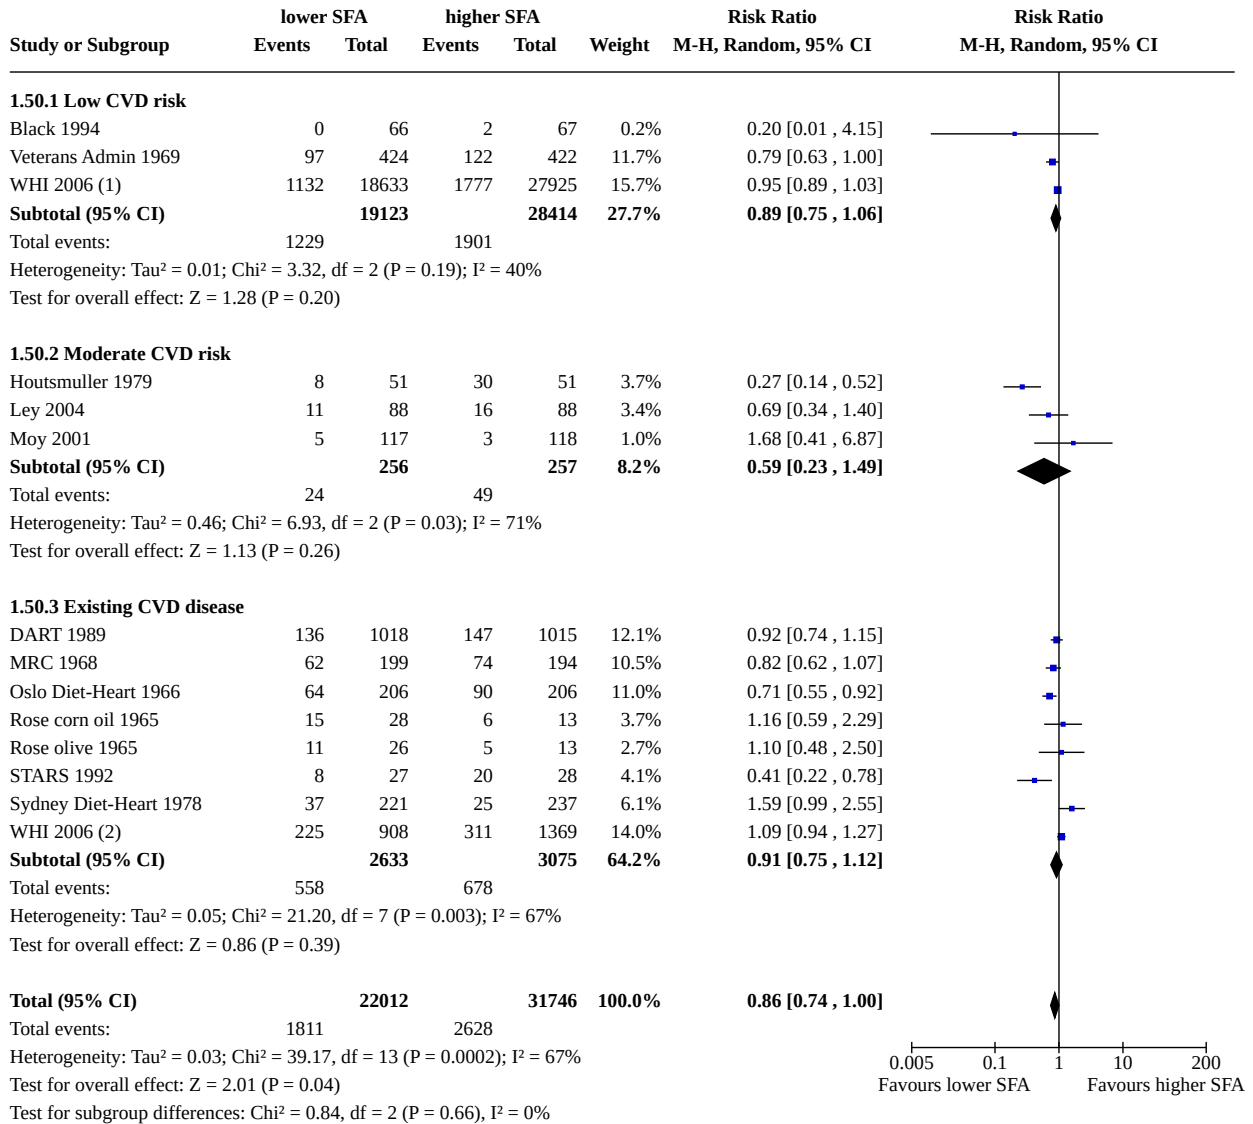 lower SFA higher SFA Risk Ratio Risk Ratio
Study or Subgroup Events Total Events Total Weight M-H, Random, 95% CI M-H, Random, 95% CI
1.50.1 Low CVD risk
Black 1994 0 66 2 67 0.2% 0.20 [0.01 , 4.15]
Veterans Admin 1969 97 424 122 422 11.7% 0.79 [0.63 , 1.00]
WHI 2006 (1) 1132 18633 1777 27925 15.7% 0.95 [0.89 , 1.03]
Subtotal (95% CI) 19123 28414 27.7% 0.89 [0.75 , 1.06]
Total events: 1229 1901
Heterogeneity: Tau² = 0.01; Chi² = 3.32, df = 2 (P = 0.19); I² = 40%
Test for overall effect: Z = 1.28 (P = 0.20)
1.50.2 Moderate CVD risk
Houtsmuller 1979 8 51 30 51 3.7% 0.27 [0.14 , 0.52]
Ley 2004 11 88 16 88 3.4% 0.69 [0.34 , 1.40]
Moy 2001 5 117 3 118 1.0% 1.68 [0.41 , 6.87]
Subtotal (95% CI) 256 257 8.2% 0.59 [0.23 , 1.49]
Total events: 24 49
Heterogeneity: Tau² = 0.46; Chi² = 6.93, df = 2 (P = 0.03); I² = 71%
Test for overall effect: Z = 1.13 (P = 0.26)
1.50.3 Existing CVD disease
DART 1989 136 1018 147 1015 12.1% 0.92 [0.74 , 1.15]
MRC 1968 62 199 74 194 10.5% 0.82 [0.62 , 1.07]
Oslo Diet-Heart 1966 64 206 90 206 11.0% 0.71 [0.55 , 0.92]
Rose corn oil 1965 15 28 6 13 3.7% 1.16 [0.59 , 2.29]
Rose olive 1965 11 26 5 13 2.7% 1.10 [0.48 , 2.50]
STARS 1992 8 27 20 28 4.1% 0.41 [0.22 , 0.78]
Sydney Diet-Heart 1978 37 221 25 237 6.1% 1.59 [0.99 , 2.55]
WHI 2006 (2) 225 908 311 1369 14.0% 1.09 [0.94 , 1.27]
Subtotal (95% CI) 2633 3075 64.2% 0.91 [0.75 , 1.12]
Total events: 558 678
Heterogeneity: Tau² = 0.05; Chi² = 21.20, df = 7 (P = 0.003); I² = 67%
Test for overall effect: Z = 0.86 (P = 0.39)
Total (95% CI) 22012 31746 100.0% 0.86 [0.74 , 1.00]
Total events: 1811 2628
Heterogeneity: Tau² = 0.03; Chi² = 39.17, df = 13 (P = 0.0002); I² = 67%
0.005 0.1 1 10 200
Test for overall effect: Z = 2.01 (P = 0.04) Favours lower SFA Favours higher SFA
Test for subgroup differences: Chi² = 0.84, df = 2 (P = 0.66), I² = 0%